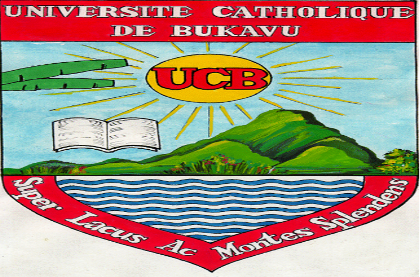 UNIVERSITE CATHOLIQUE
DE BUKAVU
UCB
Super Lacus Ac Montes Splendens